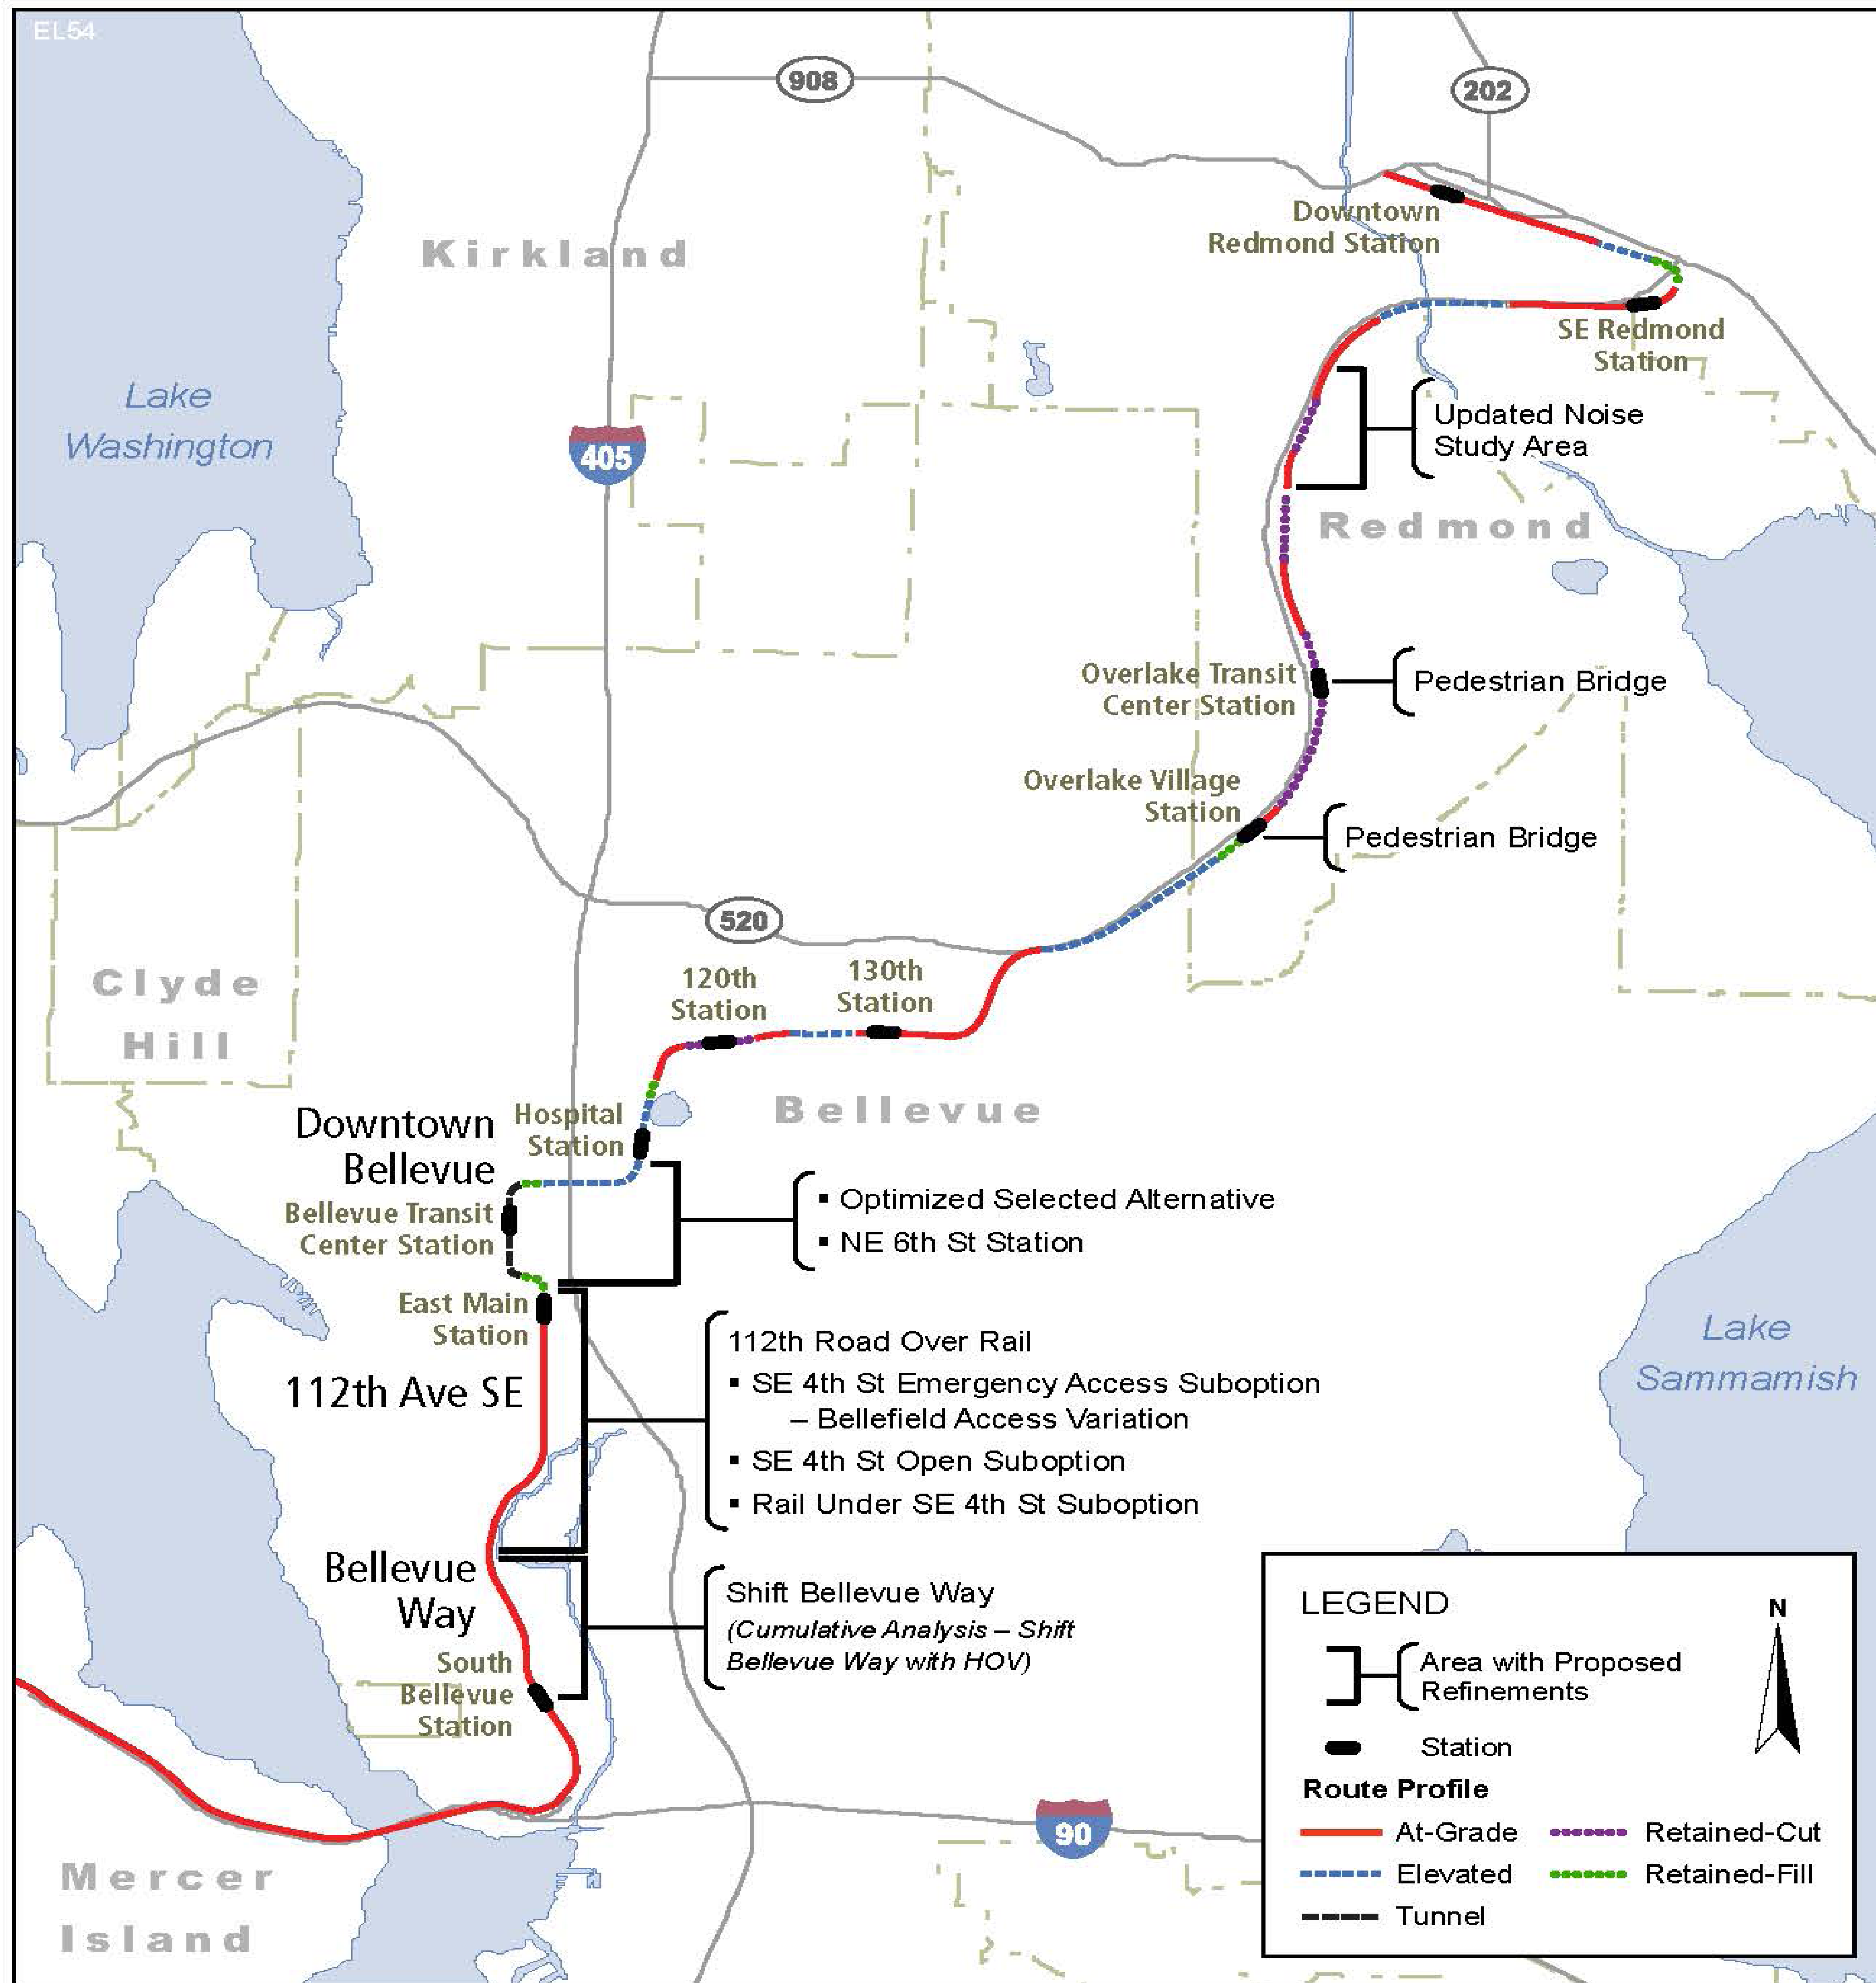 EL54
908
202
Downtown
Redmond Station
Kirkland
SE Redmond
Station
Lake
Washington
405
Updated Noise
Study Area
Redmond
Overlake Transit
Center Station
Pedestrian Bridge
Overlake Village
Station
Pedestrian Bridge
520
120th
Station
130th
Station
Clyde
Hill
Downtown
Bellevue
Hospital
Station
Bellevue
Bellevue Transit
Center Station
▪ Optimized Selected Alternative
▪ NE 6th St Station
East Main
Station
112th Ave SE
112th Road Over Rail
▪ SE 4th St Emergency Access Suboption
– Bellefield Access Variation
▪ SE 4th St Open Suboption
▪ Rail Under SE 4th St Suboption
Lake
Sammamish
Bellevue
Way
Shift Bellevue Way
(Cumulative Analysis – Shift
Bellevue Way with HOV)
South
Bellevue
Station
90
Mercer
Island
LEGEND
N
Area with Proposed
Refinements
Station
Route Profile
At-Grade
Retained-Cut
Elevated
Retained-Fill
Tunnel